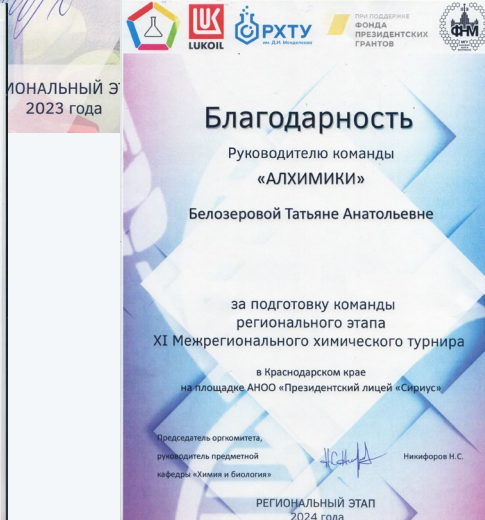 ИОНАЛЬНЫЙ Э
2023 года
LUKOIL
РХТУ
им. Д.И. Менделеева
ПРИ ПОДДЕРЖКЕ
ФОНДА
ПРЕЗИДЕНТСКИХ
ГРАНТОВ
ФНМ
Благодарность
Руководителю команды
«АЛХИМИКИ»
Белозеровой Татьяне Анатольевне
за подготовку команды
регионального этапа
XI Межрегионального химического турнира
в Краснодарском крае
на площадке АНОО «Президентский лицей «Сириус»
Председатель оргкомитета,
руководитель предметной
кафедры «Химия и биология»
Никифоров Н.С.
РЕГИОНАЛЬНЫЙ ЭТАП
2024 года